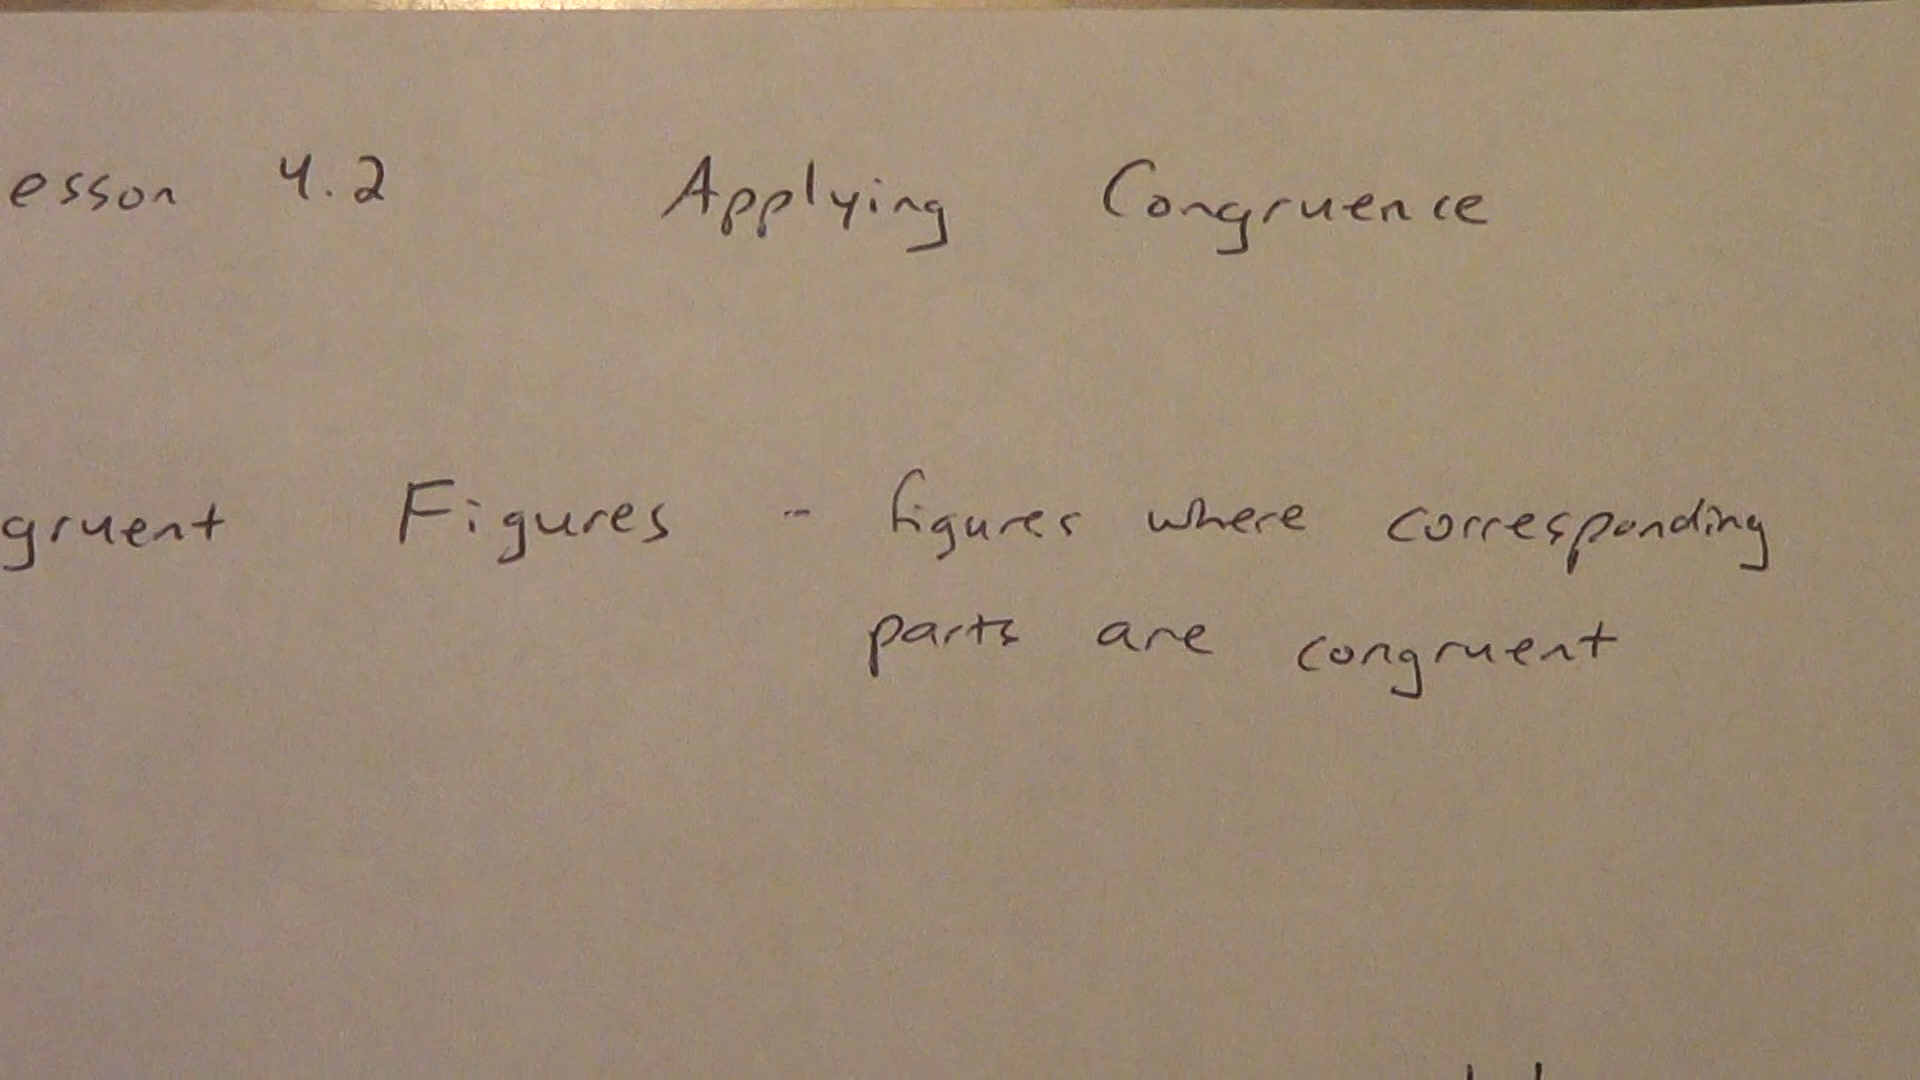 esson 4.2 Applying Congruence
gruent Figures - figures where corresponding
parts are congruent